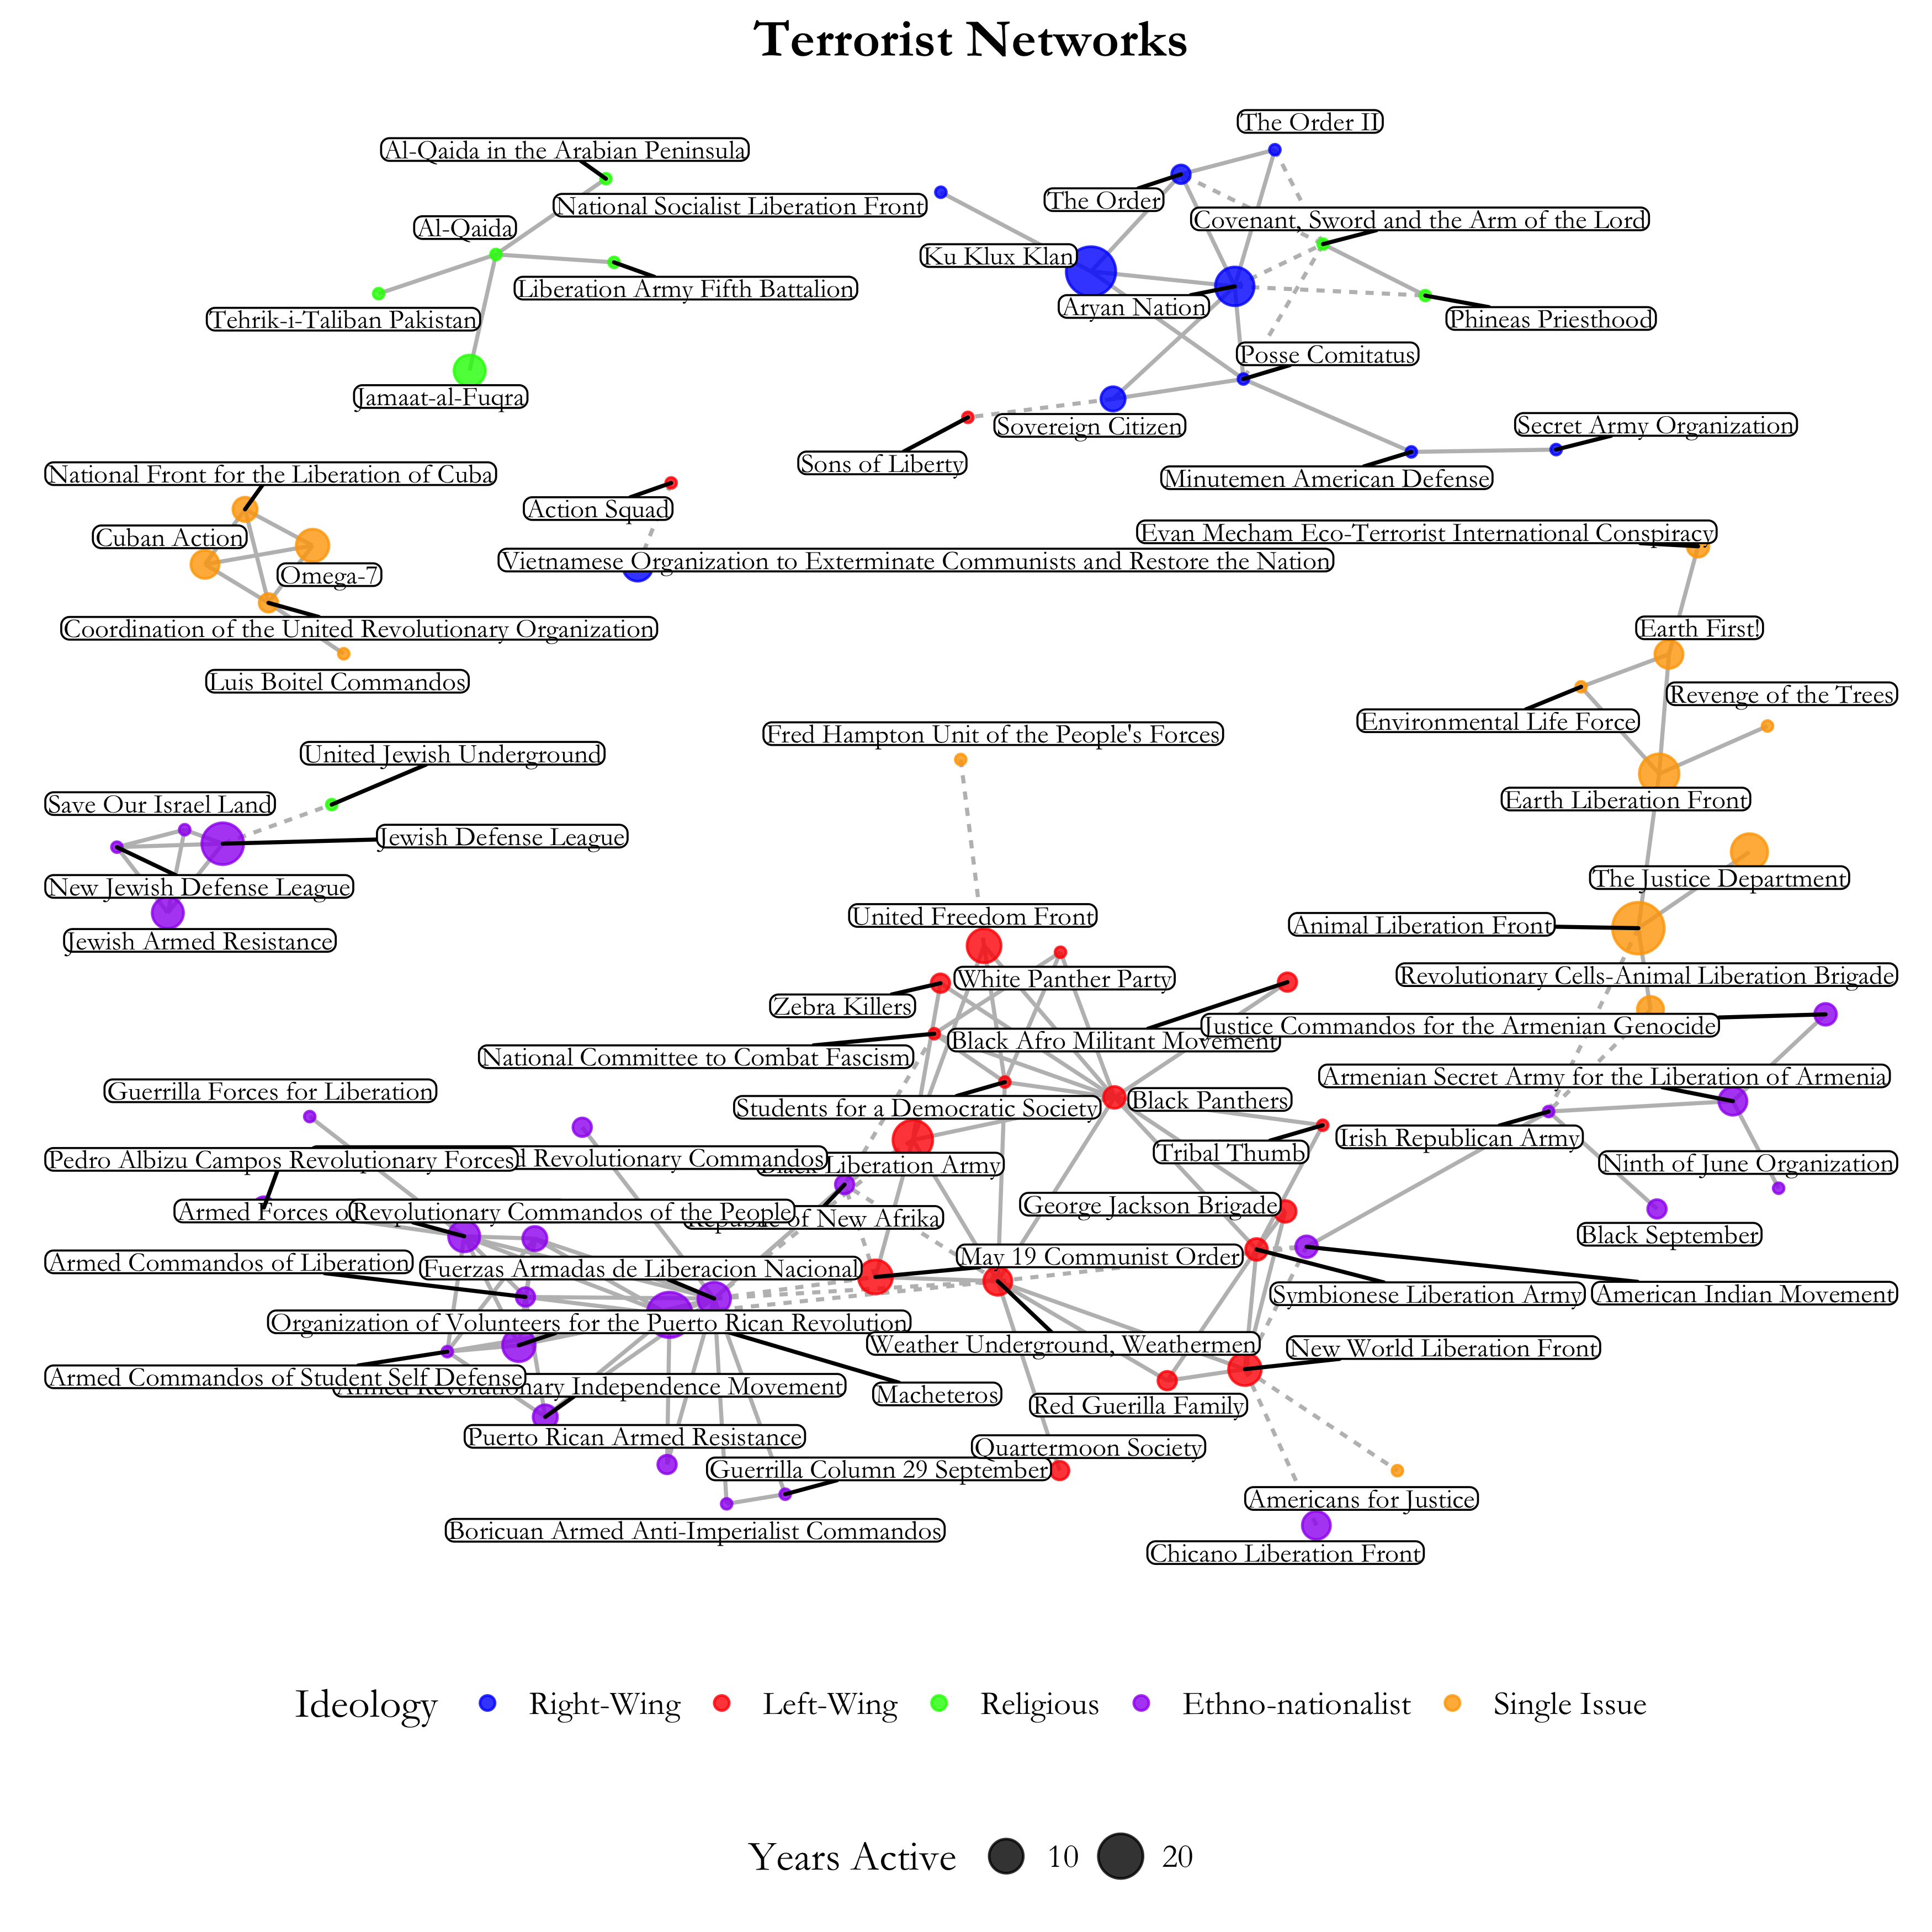 Terrorist Networks
The Order II
Al-Qaida in the Arabian Peninsula
The Order
National Socialist Liberation Front
Covenant, Sword and the Arm of the Lord
Al-Qaida
Ku Klux Klan
Liberation Army Fifth Battalion
Aryan Nation
Tehrik-i-Taliban Pakistan
Phineas Priesthood
Posse Comitatus
Jamaat-al-Fuqra
Sovereign Citizen
Secret Army Organization
Sons of Liberty
National Front for the Liberation of Cuba
Minutemen American Defense
Action Squad
Evan Mecham Eco-Terrorist International Conspiracy
Cuban Action
Vietnamese Organization to Exterminate Communists and Restore the Nation
Omega-7
Coordination of the United Revolutionary Organization
Earth First!
Luis Boitel Commandos
Revenge of the Trees
Environmental Life Force
Fred Hampton Unit of the People's Forces
United Jewish Underground
Earth Liberation Front
Save Our Israel Land
Jewish Defense League
The Justice Department
New Jewish Defense League
United Freedom Front
Animal Liberation Front
Jewish Armed Resistance
White Panther Party
Revolutionary Cells-Animal Liberation Brigade
Zebra Killers
Justice Commandos for the Armenian Genocide
Black Afro Militant Movement
National Committee to Combat Fascism
Armenian Secret Army for the Liberation of Armenia
Guerrilla Forces for Liberation
Black Panthers
Students for a Democratic Society
Irish Republican Army
Tribal Thumb
Pedro Albizu Campos Revolutionary Forces
Revolutionary Commandos
Liberation Army
Ninth of June Organization
George Jackson Brigade
Armed Forces
Revolutionary Commandos of the People
of New Afrika
Black September
May 19 Communist Order
Armed Commandos of Liberation
Fuerzas Armadas de Liberacion Nacional
Symbionese Liberation Army
American Indian Movement
Organization of Volunteers for the Puerto Rican Revolution
Weather Underground, Weathermen
New World Liberation Front
Armed Commandos of Student Self Defense
Independence Movement
Macheteros
Red Guerilla Family
Puerto Rican Armed Resistance
Quartermoon Society
Guerrilla Column 29 September
Americans for Justice
Boricuan Armed Anti-Imperialist Commandos
Chicano Liberation Front
Ideology Right-Wing Left-Wing Religious Ethno-nationalist Single Issue
Years Active 10 20